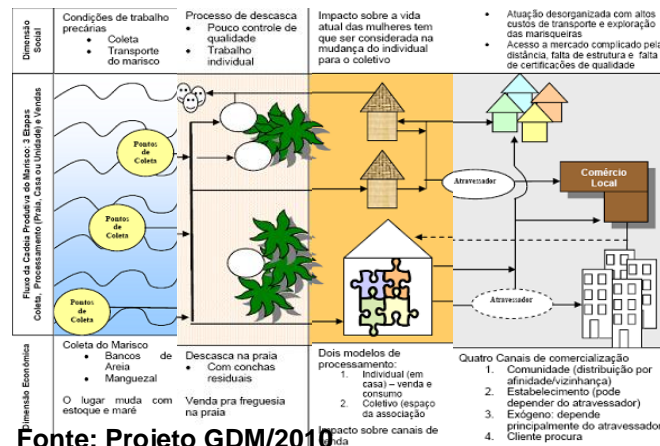 Dimensão
Social
Condições de trabalho
precárias
• Coleta
• Transporte
do marisco
Processo de descasca
• Pouco controle de
qualidade
• Trabalho
individual
Impacto sobre a vida
atual das mulheres tem
que ser considerada na
mudança do individual
para o coletivo
• Atuação desorganizada com altos
custos de transporte e exploração
das marisqueiras
• Acesso a mercado complicado pela
distância, falta de estrutura e falta
de certificações de qualidade
Fluxo da Cadeia Produtiva do Marisco: 3 Etapas
Coleta, Processamento (Praia, Casa ou Unidade) e Vendas
Pontos
de
Coleta
Pontos
de
Coleta
Pontos
de
Coleta
Atravessador
Comércio
Local
Atravessador
Dimensão Econômica
Coleta do Marisco
• Bancos de
Areia
• Manguezal
O lugar muda com
estoque e maré
Descasca na praia
• Com conchas
residuais
Venda pra freguesia
na praia
Dois modelos de
processamento:
1. Individual (em
casa) – venda e
consumo
2. Coletivo (espaço
da associação
Impacto sobre canais de
venda
Quatro Canais de comercialização
1. Comunidade (distribuição por
afinidade/vizinhança)
2. Estabelecimento (pode
depender do atravessador)
3. Exógeno: depende
principalmente do atravessador
4. Cliente procura
Fonte: Projeto GDM/2010